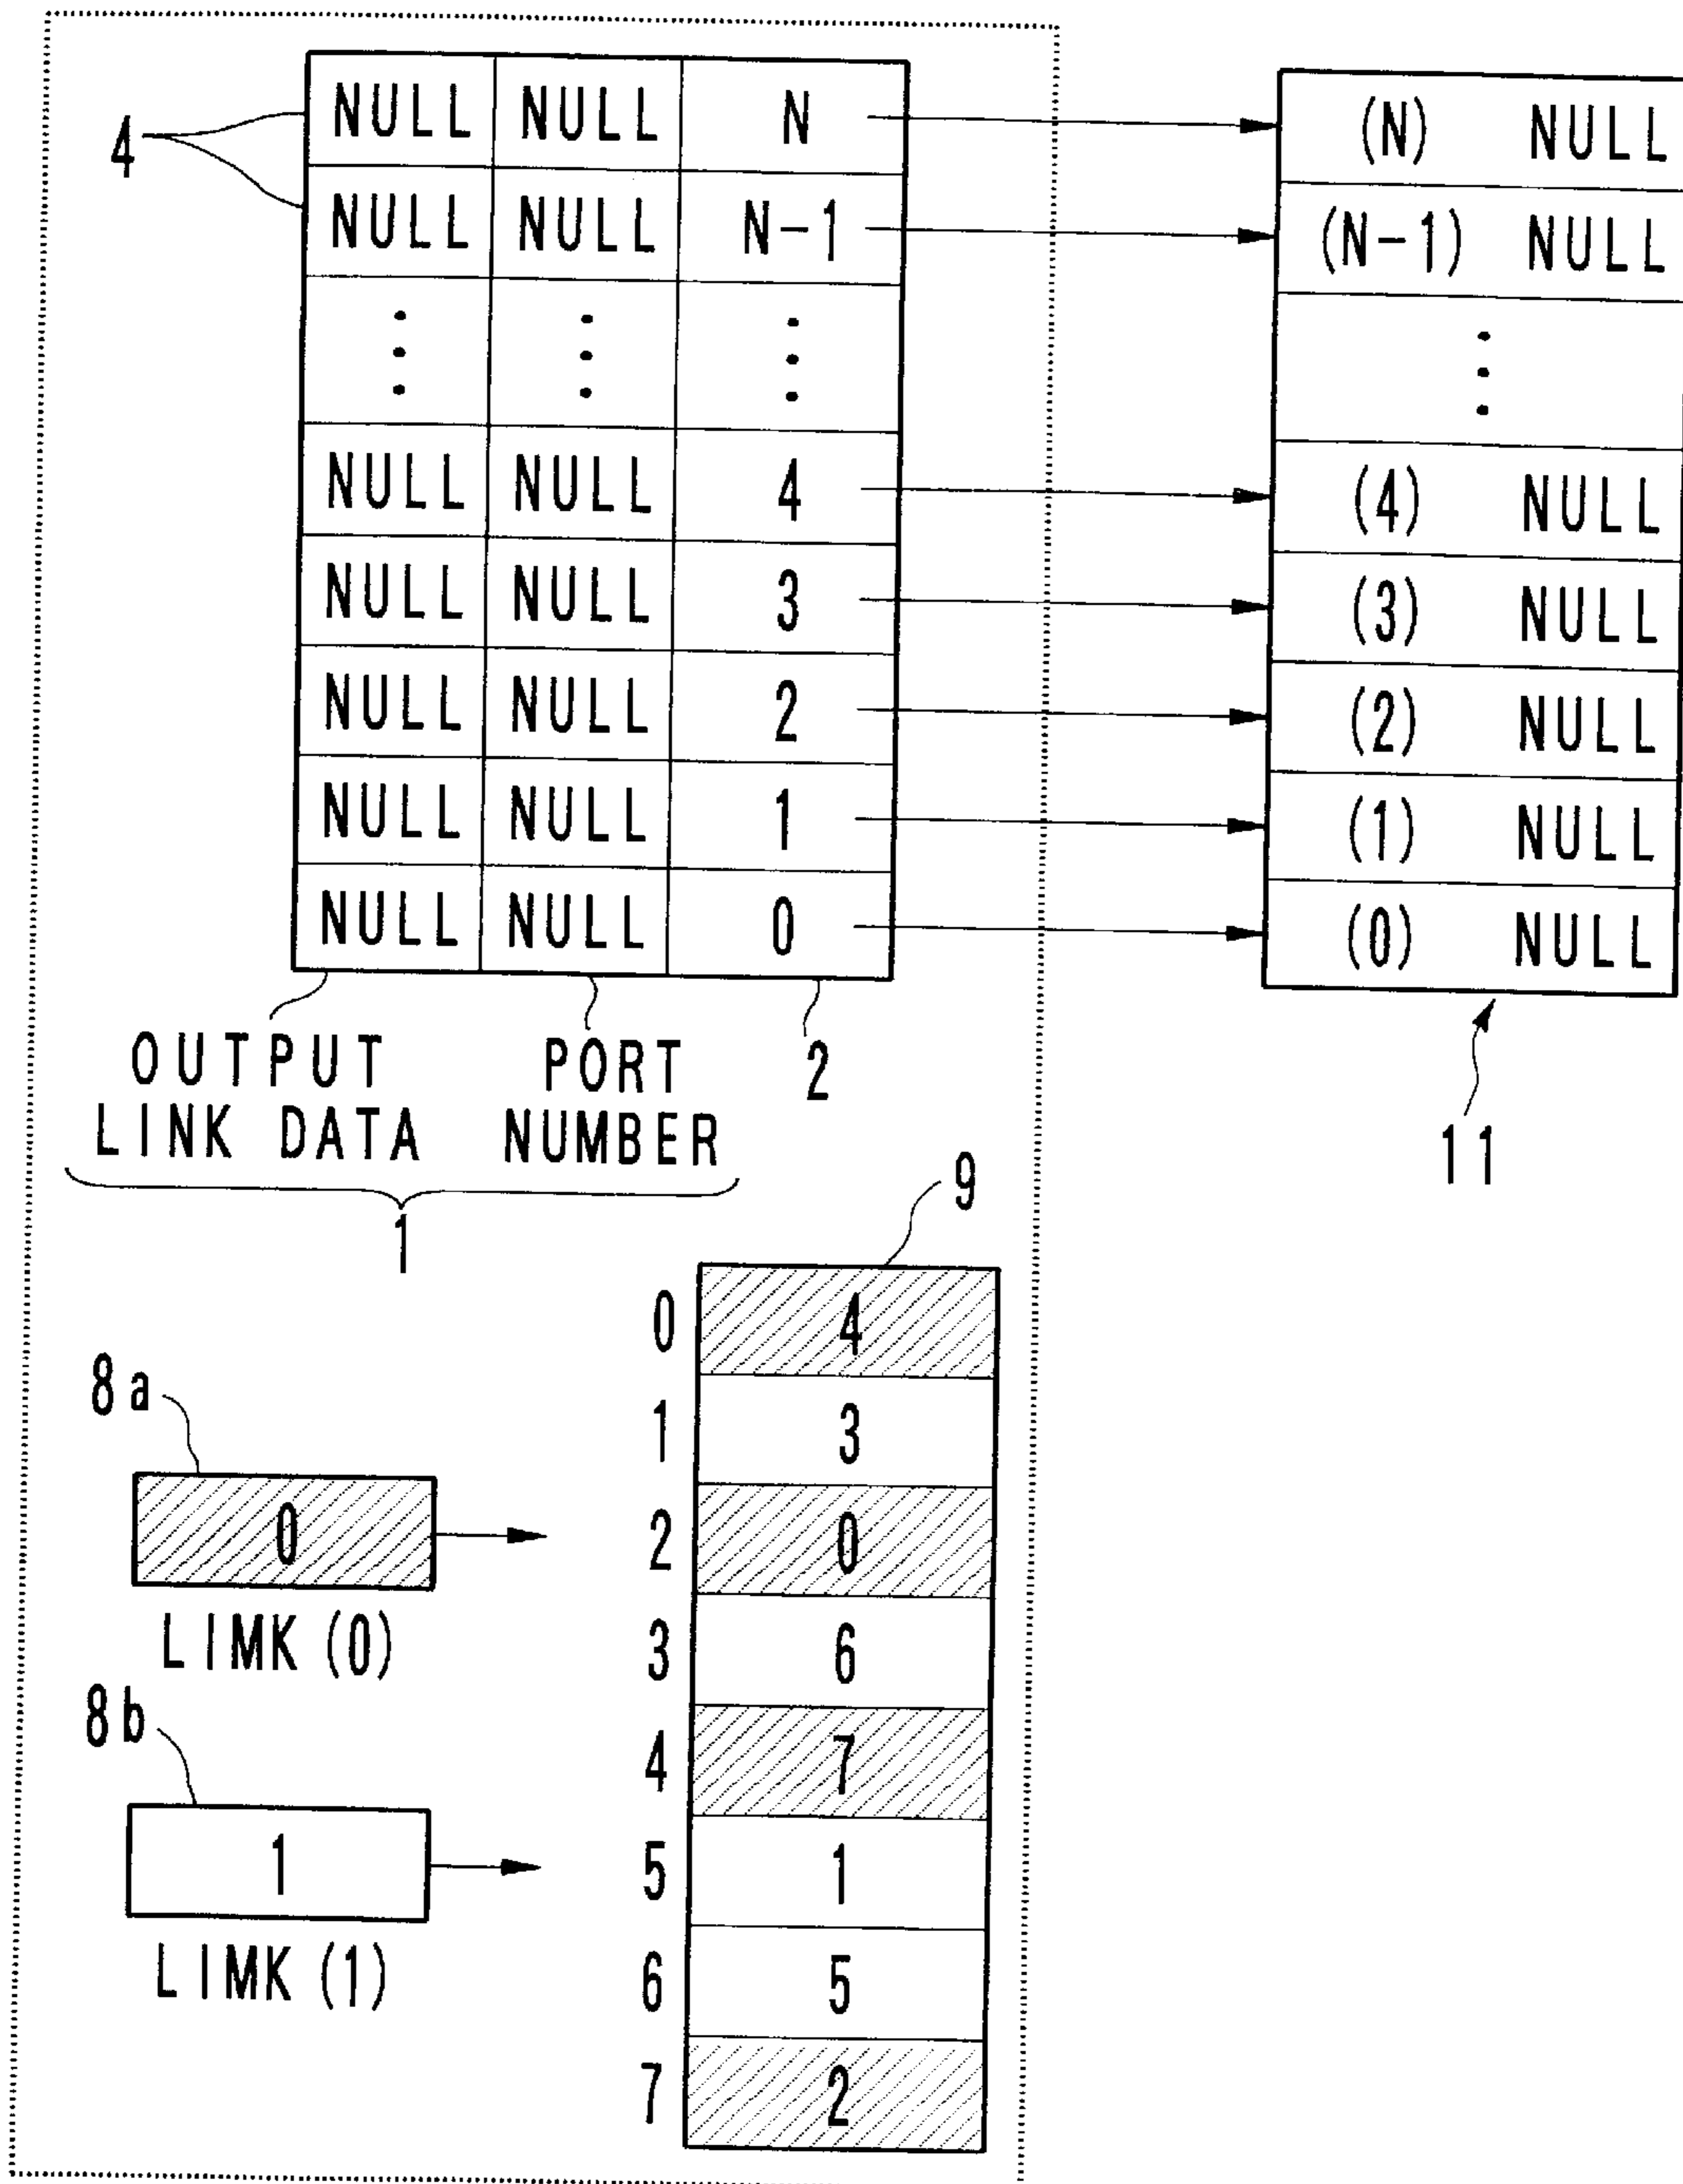 NULL NULL N (N) NULL
4
NULL NULL N-1 (N-1) NULL
NULL NULL 4 (4) NULL
NULL NULL 3 (3) NULL
NULL NULL 2 (2) NULL
NULL NULL 1 (1) NULL
NULL NULL 0 (0) NULL
OUTPUT PORT 2
LINK DATA NUMBER 11
1
9
0 4
8a
1 3
0
2 0
LIMK (0)
3 6
8b
4 7
1
5 1
LIMK (1)
6 5
7 2